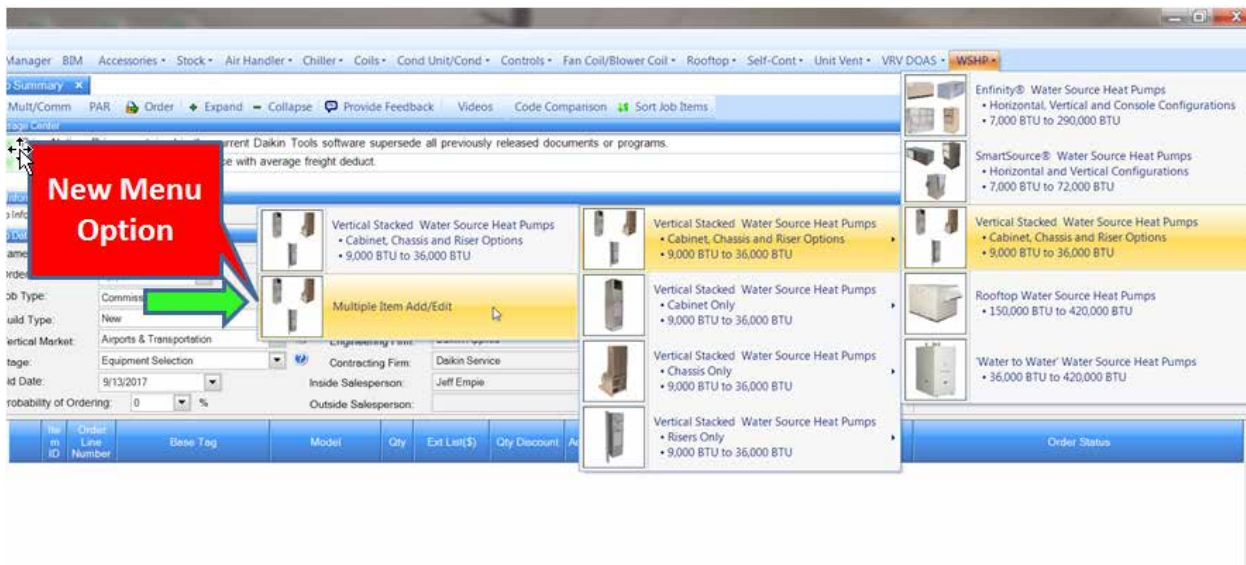 Manager BIM Accessories Stock Air Handler Chiller Coils Cond Unit/Cond Controls Fan Coil/Blower Coil Rooftop Self-Cont Unit Vent VRV DOAS WSHP
Summary
Mult/Comm PAR Order Expand Collapse Provide Feedback Videos Code Comparison Sort Job Items
Center
rrent Daikin Tools software supersede all previously released documents or programs.
ce with average freight deduct.
New Menu
Option
Enfinity® Water Source Heat Pumps
• Horizontal, Vertical and Console Configurations
• 7,000 BTU to 290,000 BTU
SmartSource® Water Source Heat Pumps
• Horizontal and Vertical Configurations
• 7,000 BTU to 72,000 BTU
Vertical Stacked Water Source Heat Pumps
• Cabinet, Chassis and Riser Options
• 9,000 BTU to 36,000 BTU
Rooftop Water Source Heat Pumps
• 150,000 BTU to 420,000 BTU
'Water to Water' Water Source Heat Pumps
• 36,000 BTU to 420,000 BTU
Vertical Stacked Water Source Heat Pumps
• Cabinet, Chassis and Riser Options
• 9,000 BTU to 36,000 BTU
Vertical Stacked Water Source Heat Pumps
• Cabinet Only
• 9,000 BTU to 36,000 BTU
Vertical Stacked Water Source Heat Pumps
• Chassis Only
• 9,000 BTU to 36,000 BTU
Vertical Stacked Water Source Heat Pumps
• Risers Only
• 9,000 BTU to 36,000 BTU
Vertical Stacked Water Source Heat Pumps
• Cabinet, Chassis and Riser Options
• 9,000 BTU to 36,000 BTU
Multiple Item Add/Edit
ob Type: Commiss
uild Type: New
ertical Market: Airports & Transportation
tage: Equipment Selection Contracting Firm: Daikin Service
id Date: 9/13/2017 Inside Salesperson: Jeff Empie
robability of Ordering: 0 % Outside Salesperson:
Item ID Order Line Number Base Tag Model Qty Ext List($) Qty Discount Order Status